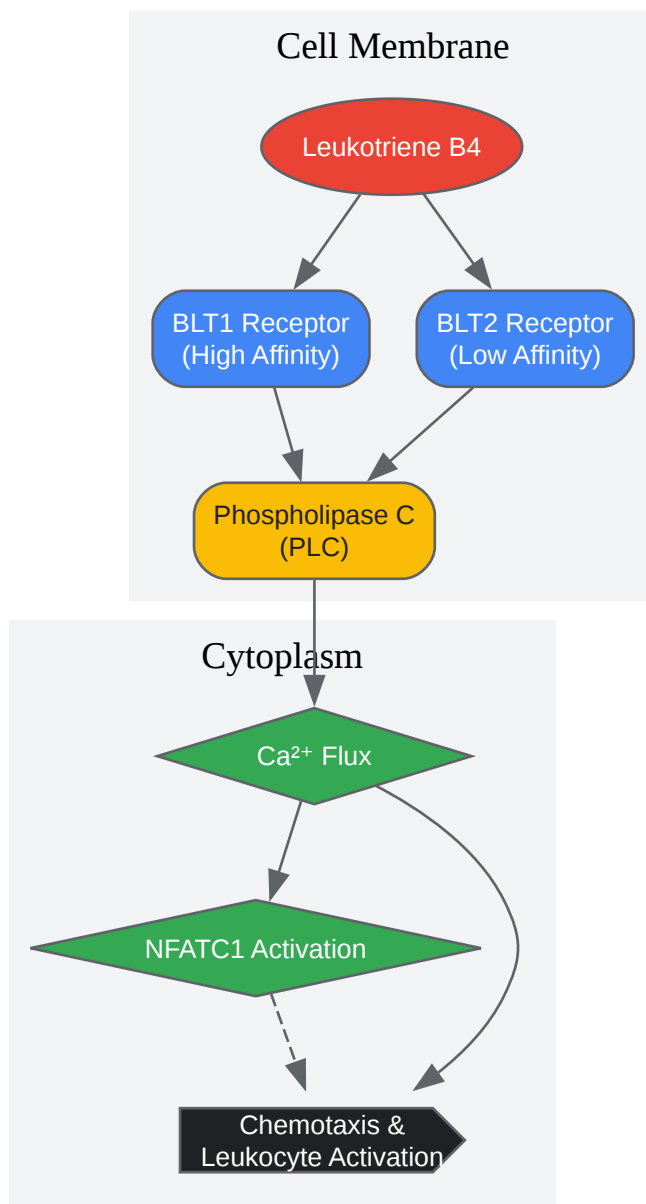 Cell Membrane
Leukotriene B4
BLT1 Receptor
(High Affinity)
BLT2 Receptor
(Low Affinity)
Phospholipase C
(PLC)
Cytoplasm
Ca²⁺ Flux
NFATC1 Activation
Chemotaxis &
Leukocyte Activation